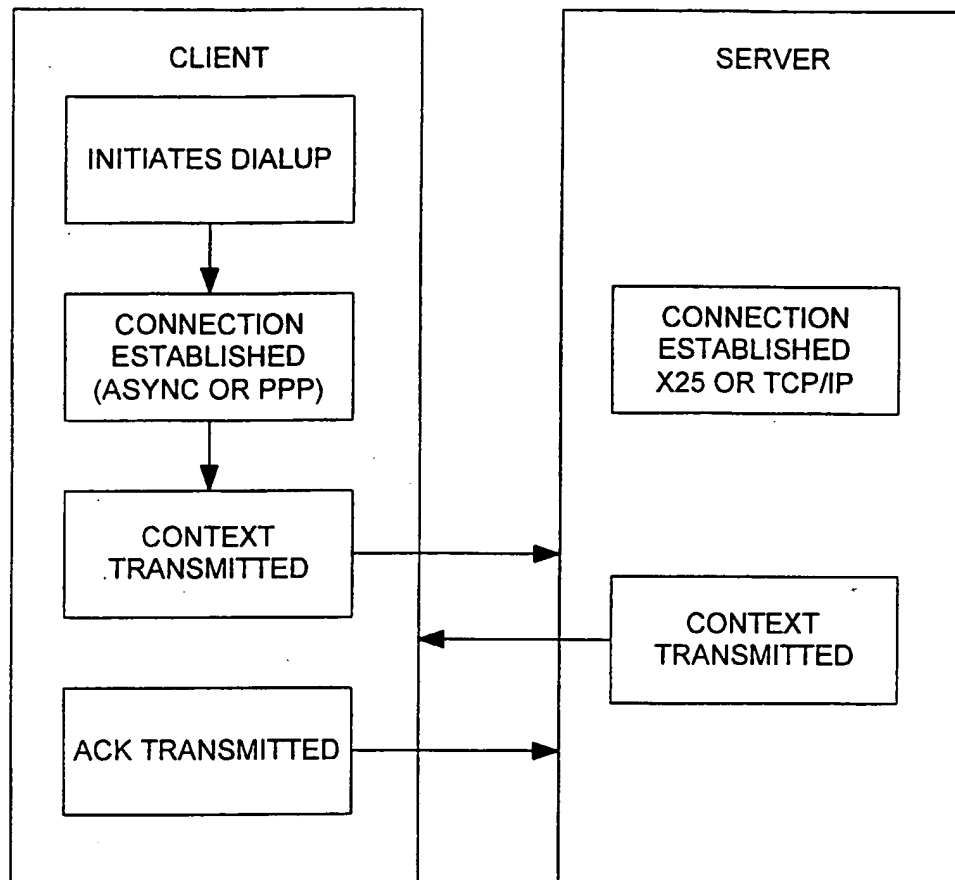 CLIENT
INITIATES DIALUP
CONNECTION
ESTABLISHED
(ASYNC OR PPP)
CONTEXT
TRANSMITTED
ACK TRANSMITTED
SERVER
CONNECTION
ESTABLISHED
X25 OR TCP/IP
CONTEXT
TRANSMITTED